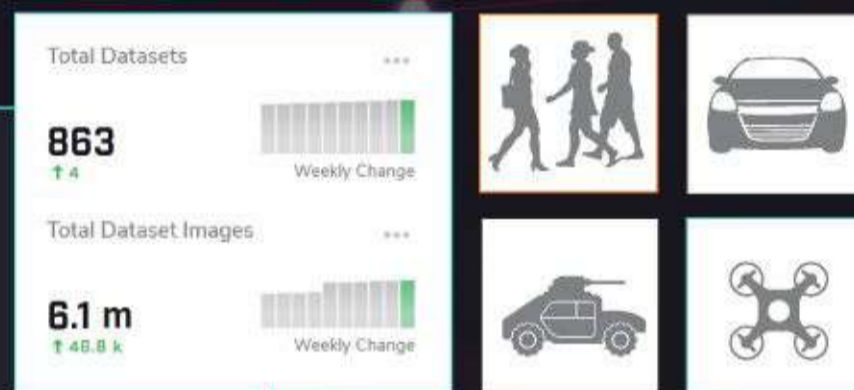 Total Datasets
863
↑ 4
Weekly Change
Total Dataset Images
6.1 m
↑ 46.8 k
Weekly Change